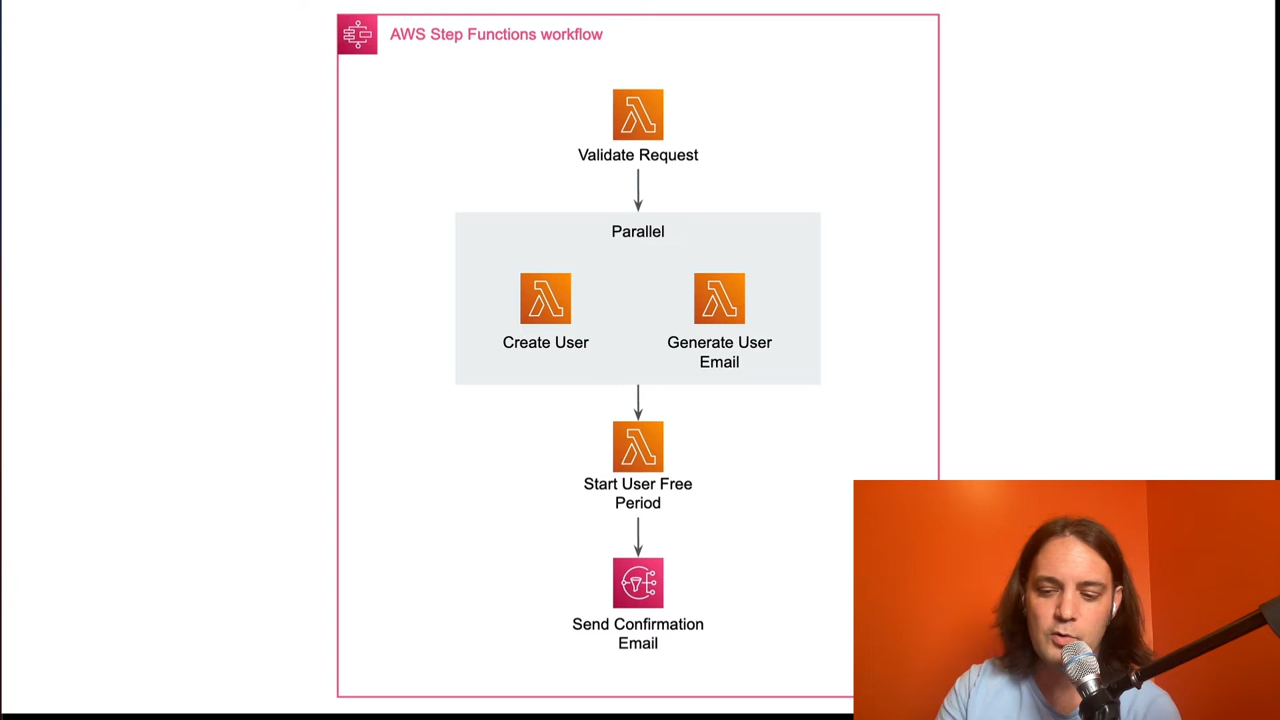 AWS Step Functions workflow
Validate Request
Parallel
Create User
Generate User
Email
Start User Free
Period
Send Confirmation
Email